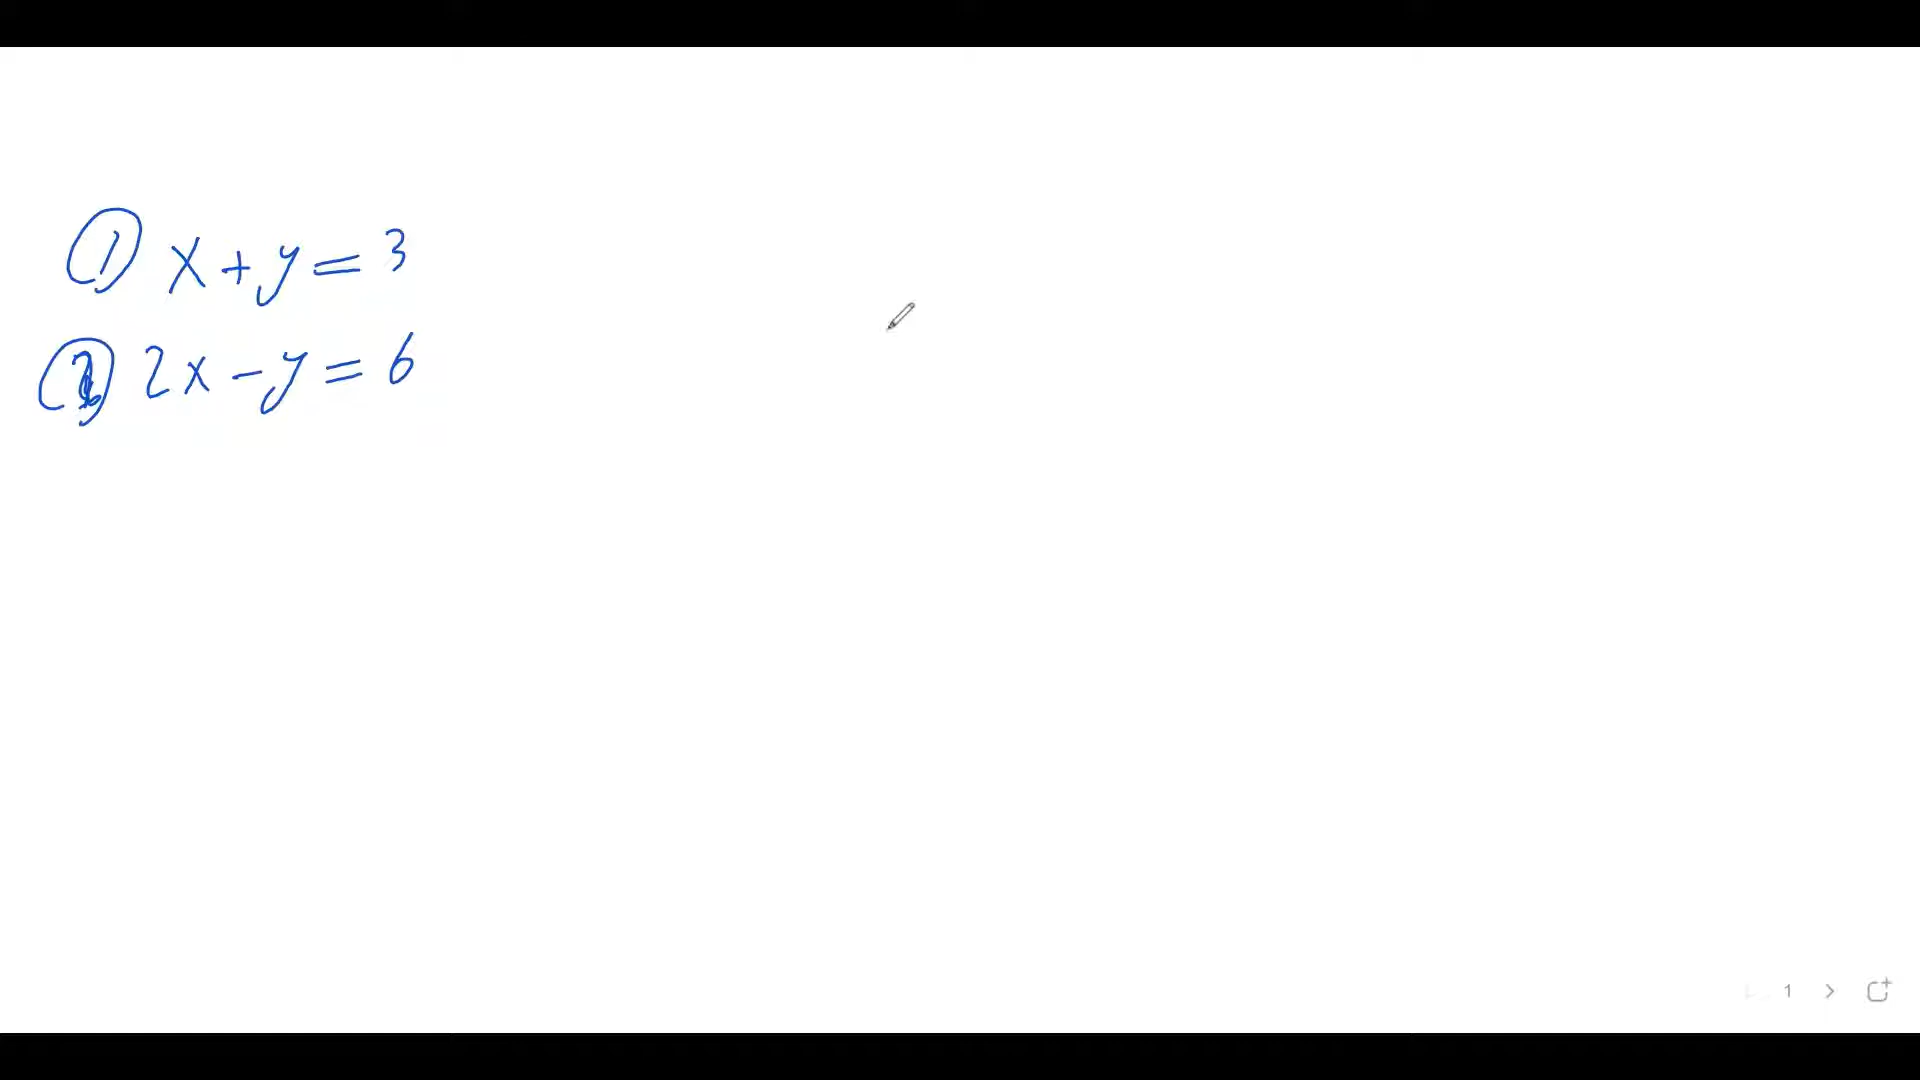 ① x + y = 3
② 2x - y = 6
1